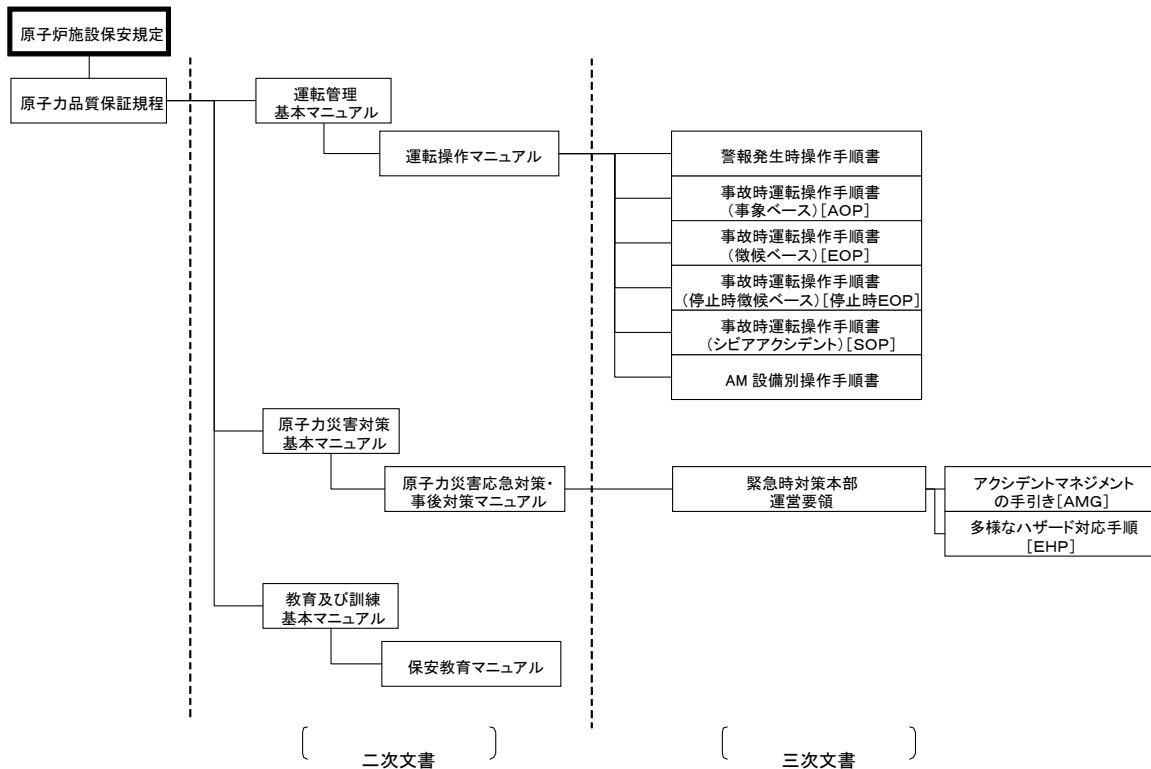 原子炉施設保安規定
原子力品質保証規程
運転管理
基本マニュアル
運転操作マニュアル
警報発生時操作手順書
事故時運転操作手順書
(事象ベース)[AOP]
事故時運転操作手順書
(徴候ベース)[EOP]
事故時運転操作手順書
(停止時徴候ベース)[停止時EOP]
事故時運転操作手順書
(シビアアクシデント)[SOP]
AM 設備別操作手順書
原子力災害対策
基本マニュアル
原子力災害応急対策・
事後対策マニュアル
緊急時対策本部
運営要領
アクシデントマネジメント
の手引き[AMG]
多様なハザード対応手順
[EHP]
教育及び訓練
基本マニュアル
保安教育マニュアル
二次文書
三次文書